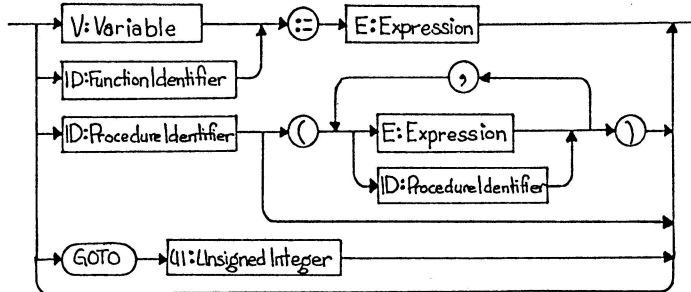 V:Variable := E:Expression
ID:FunctionIdentifier
,
ID:ProcedureIdentifier ( E:Expression )
ID:ProcedureIdentifier
GOTO UI:Unsigned Integer